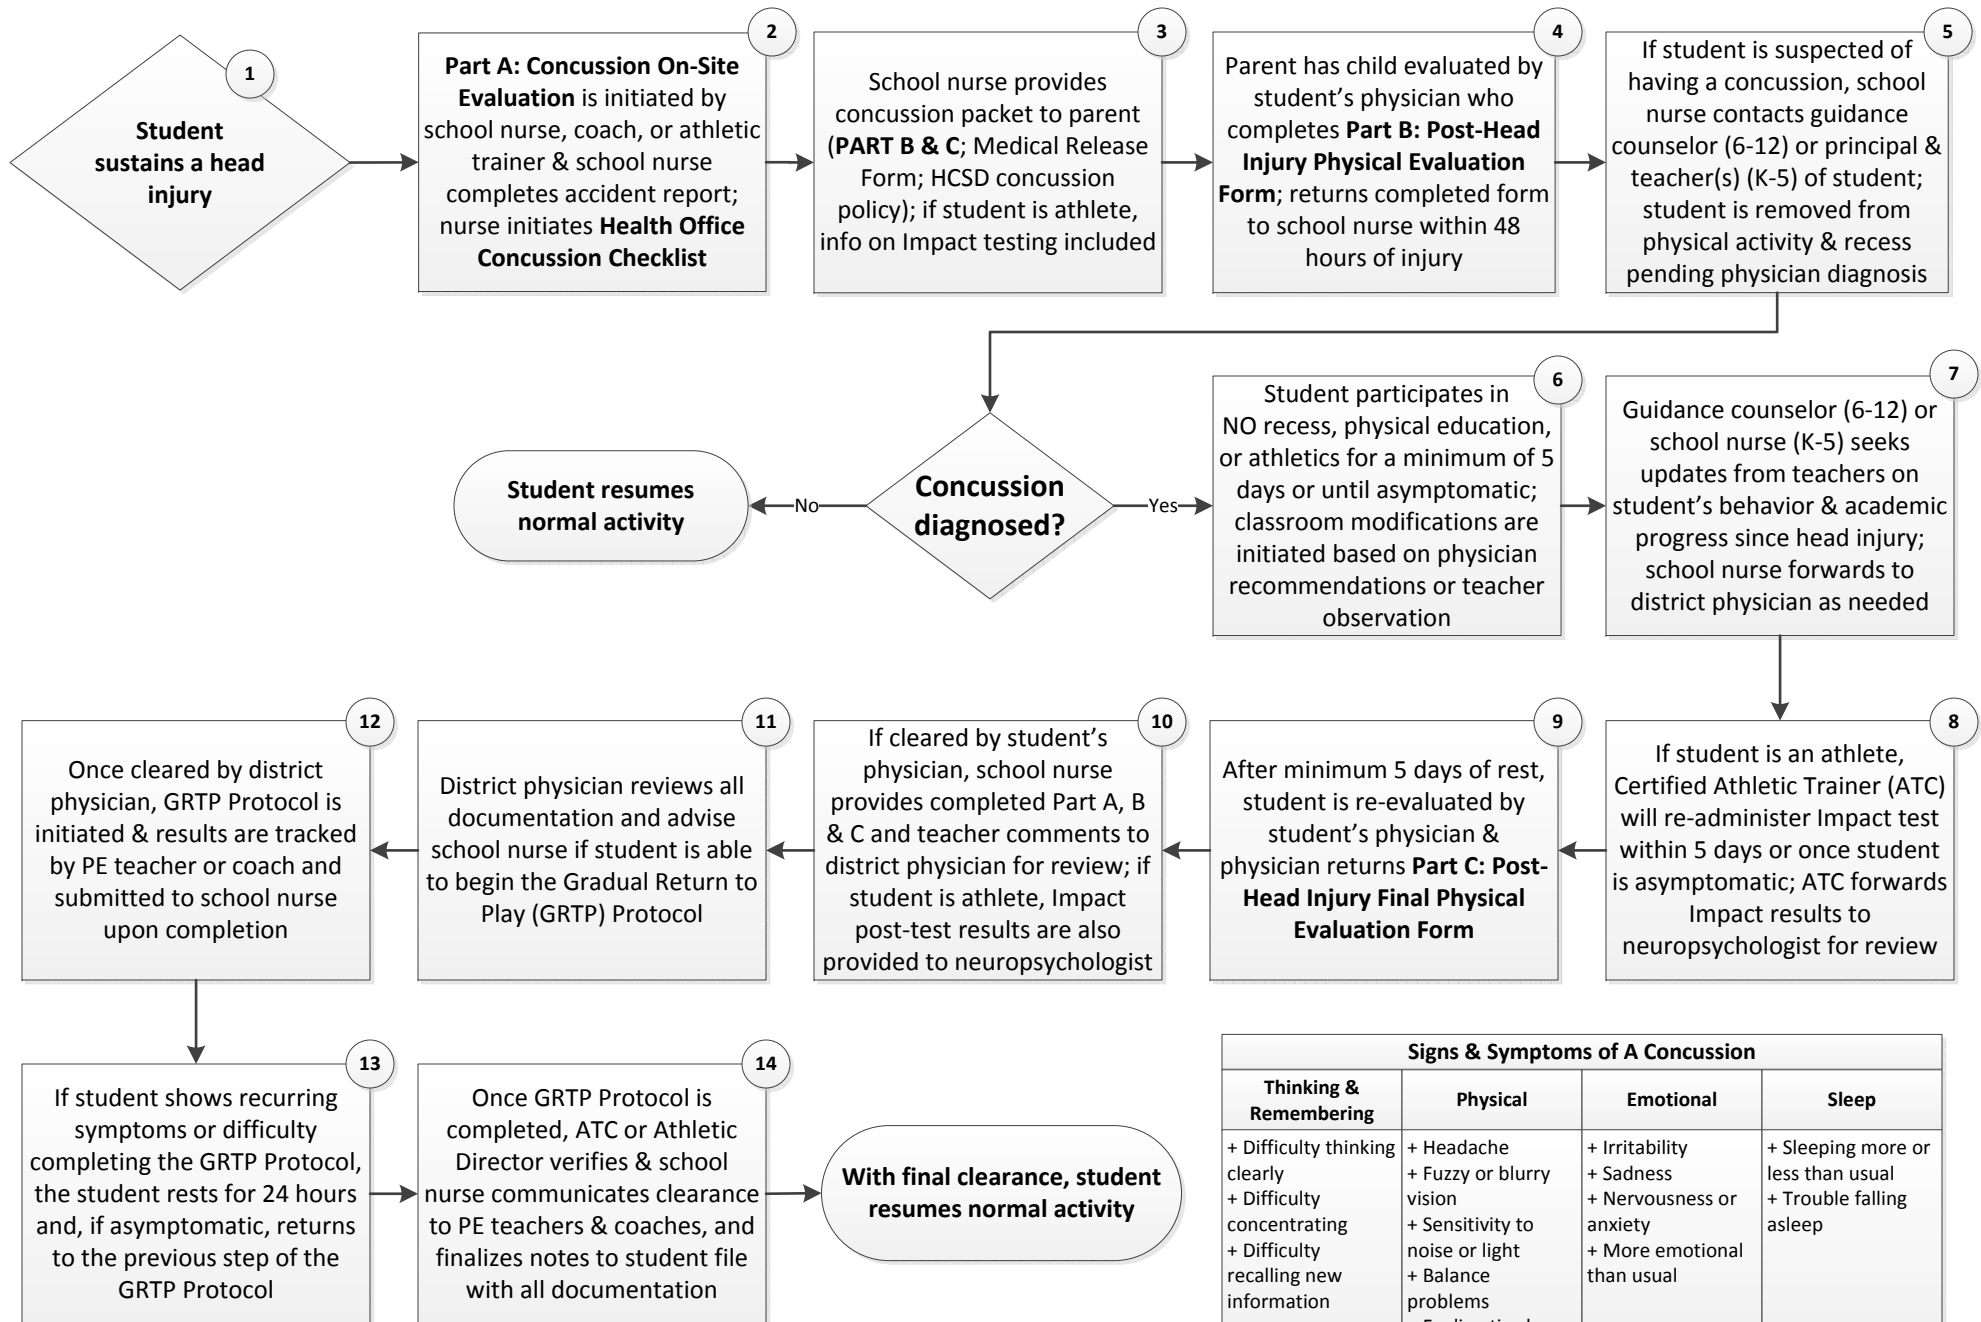 1
Student
sustains a head
injury
2
Part A: Concussion On-Site
Evaluation is initiated by
school nurse, coach, or athletic
trainer & school nurse
completes accident report;
nurse initiates Health Office
Concussion Checklist
3
School nurse provides
concussion packet to parent
(PART B & C; Medical Release
Form; HCSD concussion
policy); if student is athlete,
info on Impact testing included
4
Parent has child evaluated by
student's physician who
completes Part B: Post-Head
Injury Physical Evaluation
Form; returns completed form
to school nurse within 48
hours of injury
5
If student is suspected of
having a concussion, school
nurse contacts guidance
counselor (6-12) or principal &
teacher(s) (K-5) of student;
student is removed from
physical activity & recess
pending physician diagnosis
Student resumes
normal activity
No
Concussion
diagnosed?
Yes
6
Student participates in
NO recess, physical education,
or athletics for a minimum of 5
days or until asymptomatic;
classroom modifications are
initiated based on physician
recommendations or teacher
observation
7
Guidance counselor (6-12) or
school nurse (K-5) seeks
updates from teachers on
student's behavior & academic
progress since head injury;
school nurse forwards to
district physician as needed
12
Once cleared by district
physician, GRTP Protocol is
initiated & results are tracked
by PE teacher or coach and
submitted to school nurse
upon completion
11
District physician reviews all
documentation and advise
school nurse if student is able
to begin the Gradual Return to
Play (GRTP) Protocol
10
If cleared by student's
physician, school nurse
provides completed Part A, B
& C and teacher comments to
district physician for review; if
student is athlete, Impact
post-test results are also
provided to neuropsychologist
9
After minimum 5 days of rest,
student is re-evaluated by
student's physician &
physician returns Part C: Post-
Head Injury Final Physical
Evaluation Form
8
If student is an athlete,
Certified Athletic Trainer (ATC)
will re-administer Impact test
within 5 days or once student
is asymptomatic; ATC forwards
Impact results to
neuropsychologist for review
13
If student shows recurring
symptoms or difficulty
completing the GRTP Protocol,
the student rests for 24 hours
and, if asymptomatic, returns
to the previous step of the
GRTP Protocol
14
Once GRTP Protocol is
completed, ATC or Athletic
Director verifies & school
nurse communicates clearance
to PE teachers & coaches, and
finalizes notes to student file
with all documentation
With final clearance, student
resumes normal activity
Signs & Symptoms of A Concussion
Thinking &
Remembering
Physical
Emotional
Sleep
+ Difficulty thinking
clearly
+ Difficulty
concentrating
+ Difficulty
recalling new
information
+ Headache
+ Fuzzy or blurry
vision
+ Sensitivity to
noise or light
+ Balance
problems
+ Irritability
+ Sadness
+ Nervousness or
anxiety
+ More emotional
than usual
+ Sleeping more or
less than usual
+ Trouble falling
asleep